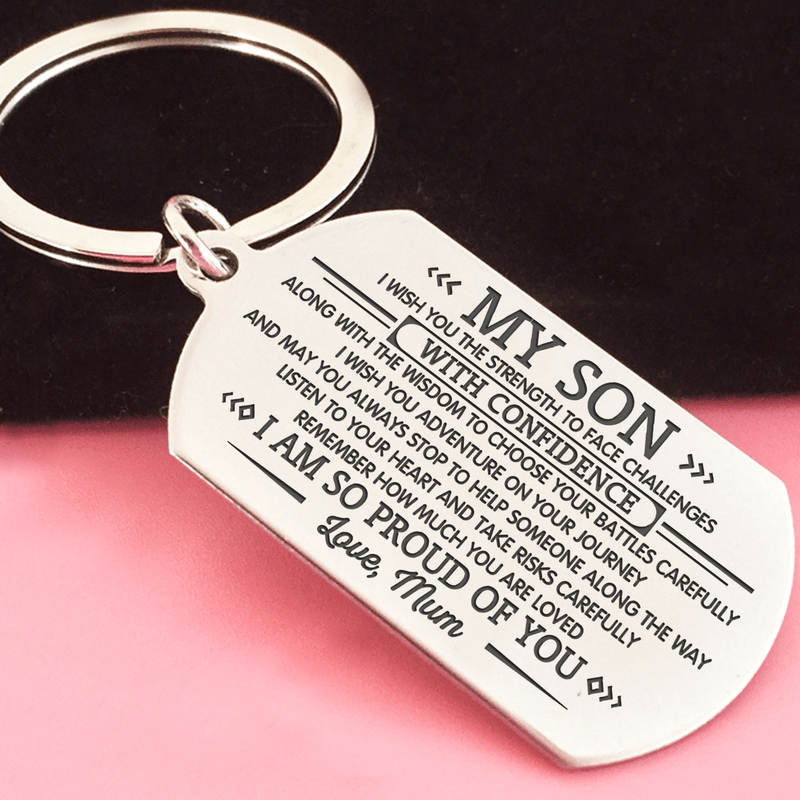 MY SON
I WISH YOU THE STRENGTH TO FACE CHALLENGES
WITH CONFIDENCE
ALONG WITH THE WISDOM TO CHOOSE YOUR BATTLES CAREFULLY
I WISH YOU ADVENTURE ON YOUR JOURNEY
AND MAY YOU ALWAYS STOP TO HELP SOMEONE ALONG THE WAY
LISTEN TO YOUR HEART AND TAKE RISKS CAREFULLY
REMEMBER HOW MUCH YOU ARE LOVED
I AM SO PROUD OF YOU
Love, Mum